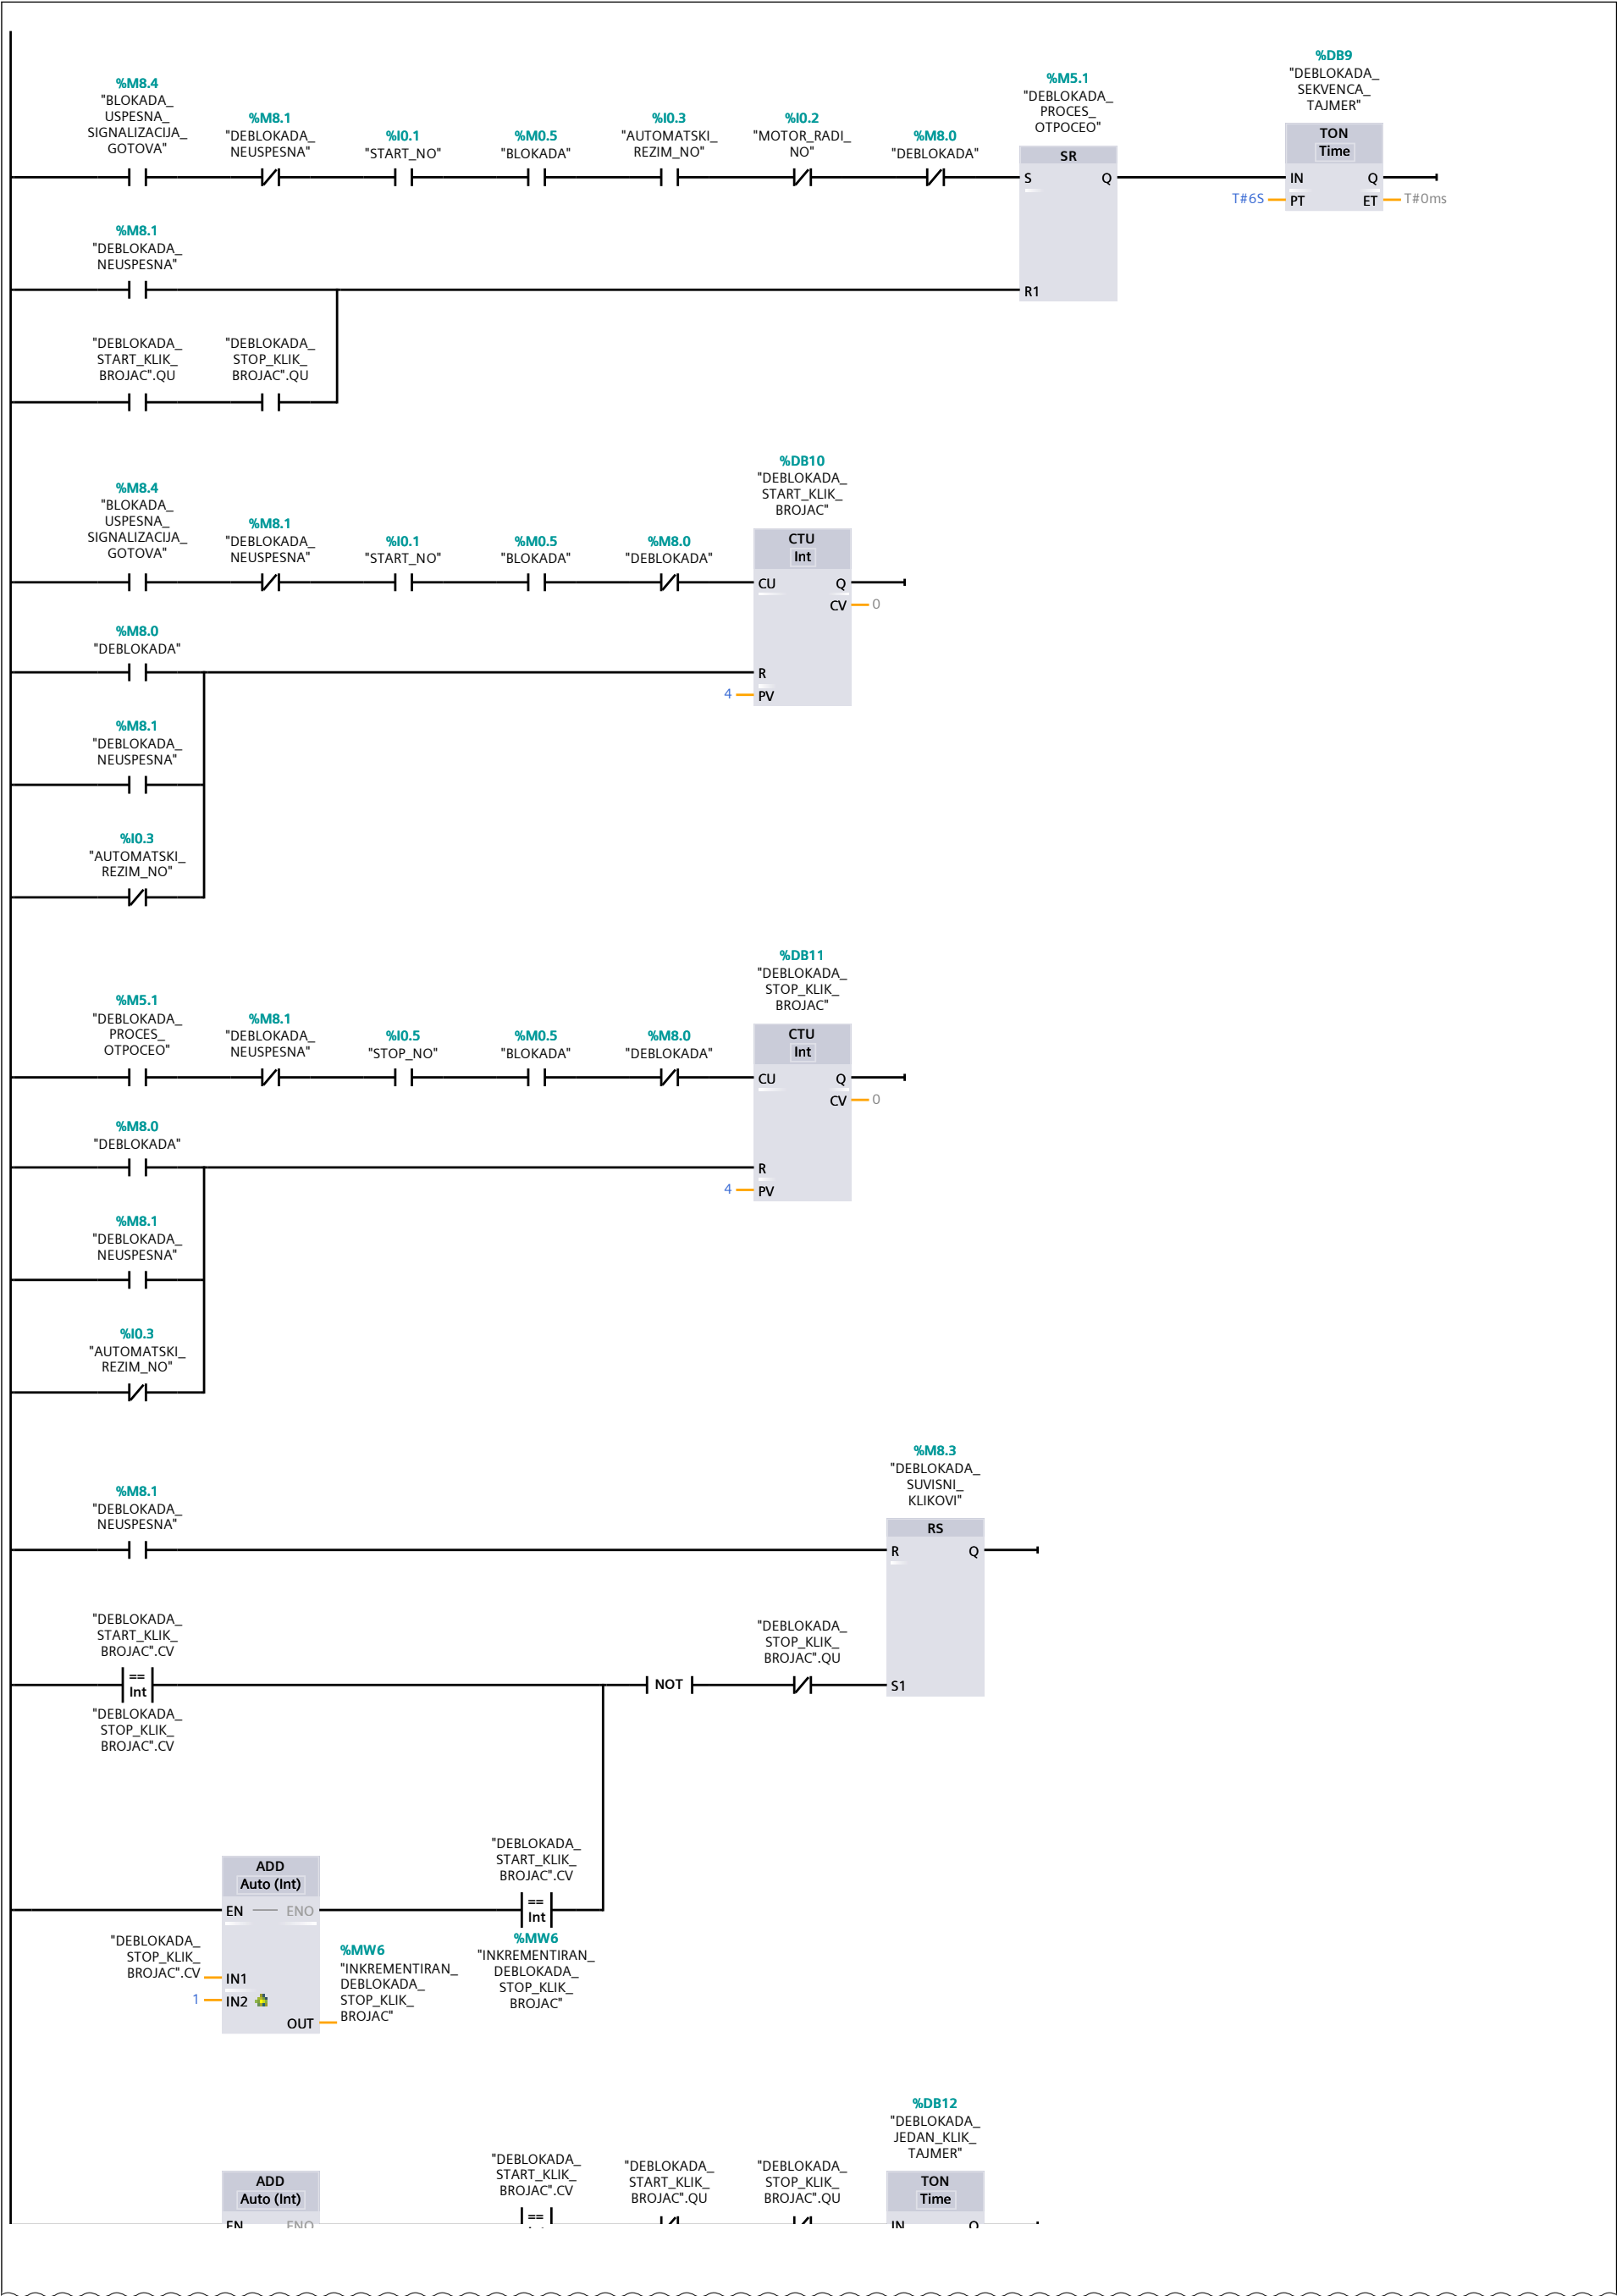 %M8.4
"BLOKADA_
USPESNA_
SIGNALIZACIJA_
GOTOVA"
%M8.1
"DEBLOKADA_
NEUSPESNA"
%I0.1
"START_NO"
%M0.5
"BLOKADA"
%I0.3
"AUTOMATSKI_
REZIM_NO"
%I0.2
"MOTOR_RADI_
NO"
%M8.0
"DEBLOKADA"
%M5.1
"DEBLOKADA_
PROCES_
OTPOCEO"
SR
S Q
R1
%DB9
"DEBLOKADA_
SEKVENCA_
TAJMER"
TON
Time
IN Q
T#6S PT ET T#0ms
%M8.1
"DEBLOKADA_
NEUSPESNA"
"DEBLOKADA_
START_KLIK_
BROJAC".QU
"DEBLOKADA_
STOP_KLIK_
BROJAC".QU
%M8.4
"BLOKADA_
USPESNA_
SIGNALIZACIJA_
GOTOVA"
%M8.1
"DEBLOKADA_
NEUSPESNA"
%I0.1
"START_NO"
%M0.5
"BLOKADA"
%M8.0
"DEBLOKADA"
%DB10
"DEBLOKADA_
START_KLIK_
BROJAC"
CTU
Int
CU Q
CV 0
R
4 PV
%M8.0
"DEBLOKADA"
%M8.1
"DEBLOKADA_
NEUSPESNA"
%I0.3
"AUTOMATSKI_
REZIM_NO"
%M5.1
"DEBLOKADA_
PROCES_
OTPOCEO"
%M8.1
"DEBLOKADA_
NEUSPESNA"
%I0.5
"STOP_NO"
%M0.5
"BLOKADA"
%M8.0
"DEBLOKADA"
%DB11
"DEBLOKADA_
STOP_KLIK_
BROJAC"
CTU
Int
CU Q
CV 0
R
4 PV
%M8.0
"DEBLOKADA"
%M8.1
"DEBLOKADA_
NEUSPESNA"
%I0.3
"AUTOMATSKI_
REZIM_NO"
%M8.1
"DEBLOKADA_
NEUSPESNA"
%M8.3
"DEBLOKADA_
SUVISNI_
KLIKOVI"
RS
R Q
S1
"DEBLOKADA_
START_KLIK_
BROJAC".CV
==
Int
"DEBLOKADA_
STOP_KLIK_
BROJAC".CV
NOT
"DEBLOKADA_
STOP_KLIK_
BROJAC".QU
ADD
Auto (Int)
EN ENO
"DEBLOKADA_
STOP_KLIK_
BROJAC".CV
IN1
1 IN2
OUT
%MW6
"INKREMENTIRAN_
DEBLOKADA_
STOP_KLIK_
BROJAC"
"DEBLOKADA_
START_KLIK_
BROJAC".CV
==
Int
%MW6
"INKREMENTIRAN_
DEBLOKADA_
STOP_KLIK_
BROJAC"
ADD
Auto (Int)
EN ENO
"DEBLOKADA_
START_KLIK_
BROJAC".CV
==
"DEBLOKADA_
START_KLIK_
BROJAC".QU
"DEBLOKADA_
STOP_KLIK_
BROJAC".QU
%DB12
"DEBLOKADA_
JEDAN_KLIK_
TAJMER"
TON
Time
IN Q